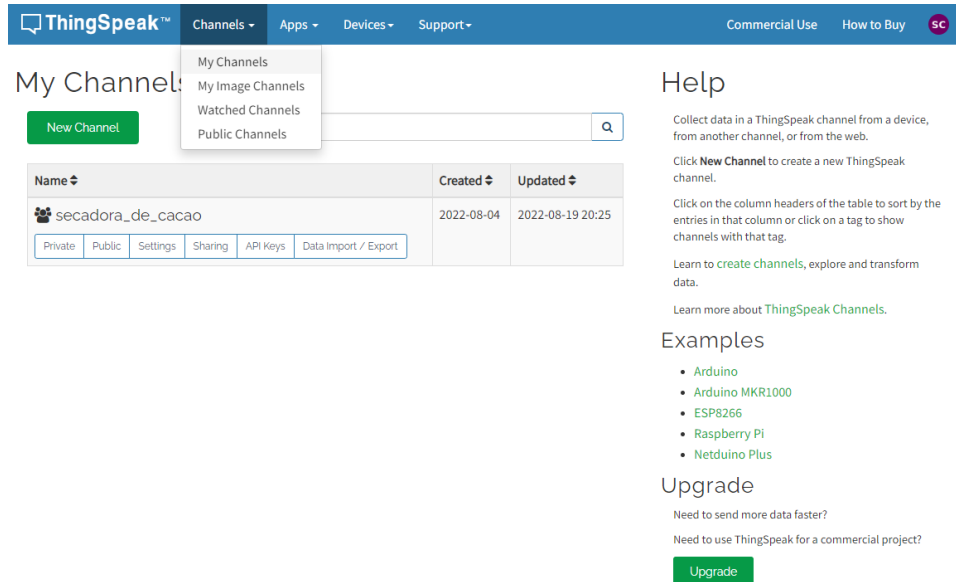 ThingSpeak™ Channels Apps Devices Support Commercial Use How to Buy SC
My Channels
My Image Channels
Watched Channels
Public Channels
My Channels
New Channel
Name Created Updated
secadora_de_cacao 2022-08-04 2022-08-19 20:25
Private Public Settings Sharing API Keys Data Import / Export
Help
Collect data in a ThingSpeak channel from a device,
from another channel, or from the web.
Click New Channel to create a new ThingSpeak
channel.
Click on the column headers of the table to sort by the
entries in that column or click on a tag to show
channels with that tag.
Learn to create channels, explore and transform
data.
Learn more about ThingSpeak Channels.
Examples
Arduino
Arduino MKR1000
ESP8266
Raspberry Pi
Netduino Plus
Upgrade
Need to send more data faster?
Need to use ThingSpeak for a commercial project?
Upgrade